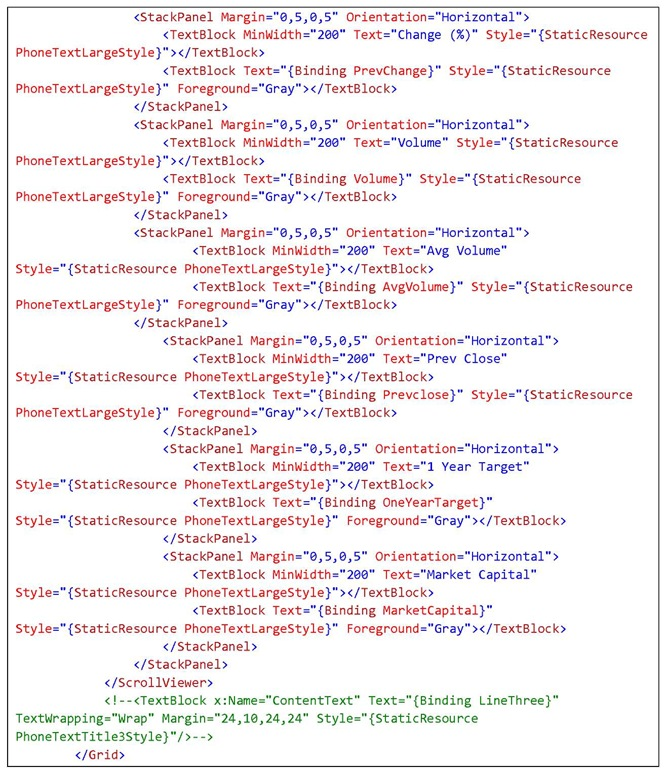 <StackPanel Margin="0,5,0,5" Orientation="Horizontal">
<TextBlock MinWidth="200" Text="Change (%)" Style="{StaticResource
PhoneTextLargeStyle}"></TextBlock>
<TextBlock Text="{Binding PrevChange}" Style="{StaticResource
PhoneTextLargeStyle}" Foreground="Gray"></TextBlock>
</StackPanel>
<StackPanel Margin="0,5,0,5" Orientation="Horizontal">
<TextBlock MinWidth="200" Text="Volume" Style="{StaticResource
PhoneTextLargeStyle}"></TextBlock>
<TextBlock Text="{Binding Volume}" Style="{StaticResource
PhoneTextLargeStyle}" Foreground="Gray"></TextBlock>
</StackPanel>
<StackPanel Margin="0,5,0,5" Orientation="Horizontal">
<TextBlock MinWidth="200" Text="Avg Volume"
Style="{StaticResource PhoneTextLargeStyle}"></TextBlock>
<TextBlock Text="{Binding AvgVolume}" Style="{StaticResource
PhoneTextLargeStyle}" Foreground="Gray"></TextBlock>
</StackPanel>
<StackPanel Margin="0,5,0,5" Orientation="Horizontal">
<TextBlock MinWidth="200" Text="Prev Close"
Style="{StaticResource PhoneTextLargeStyle}"></TextBlock>
<TextBlock Text="{Binding Prevclose}" Style="{StaticResource
PhoneTextLargeStyle}" Foreground="Gray"></TextBlock>
</StackPanel>
<StackPanel Margin="0,5,0,5" Orientation="Horizontal">
<TextBlock MinWidth="200" Text="1 Year Target"
Style="{StaticResource PhoneTextLargeStyle}"></TextBlock>
<TextBlock Text="{Binding OneYearTarget}"
Style="{StaticResource PhoneTextLargeStyle}" Foreground="Gray"></TextBlock>
</StackPanel>
<StackPanel Margin="0,5,0,5" Orientation="Horizontal">
<TextBlock MinWidth="200" Text="Market Capital"
Style="{StaticResource PhoneTextLargeStyle}"></TextBlock>
<TextBlock Text="{Binding MarketCapital}"
Style="{StaticResource PhoneTextLargeStyle}" Foreground="Gray"></TextBlock>
</StackPanel>
</StackPanel>
</ScrollViewer>
<!--<TextBlock x:Name="ContentText" Text="{Binding LineThree}"
TextWrapping="Wrap" Margin="24,10,24,24" Style="{StaticResource
PhoneTextTitle3Style}"/>-->
</Grid>